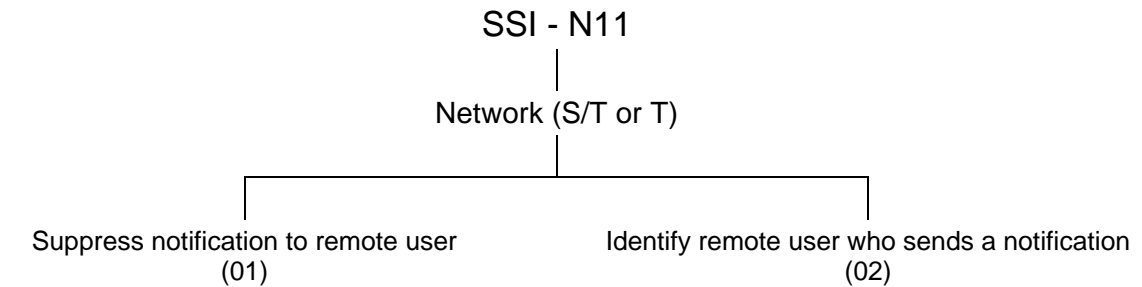 SSI - N11
Network (S/T or T)
Suppress notification to remote user
(01)
Identify remote user who sends a notification
(02)